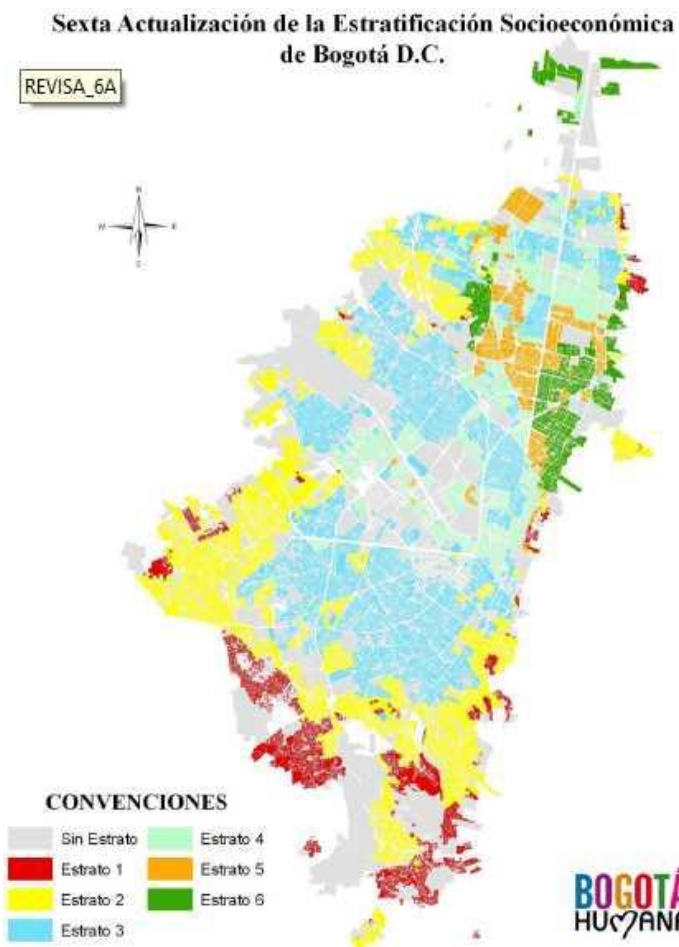 Sexta Actualización de la Estratificación Socioeconómica
de Bogotá D.C.
REVISA_6A
N
W
E
S
CONVENCIONES
Sin Estrato
Estrato 1
Estrato 2
Estrato 3
Estrato 4
Estrato 5
Estrato 6
BOGOTÁ
HUMANA